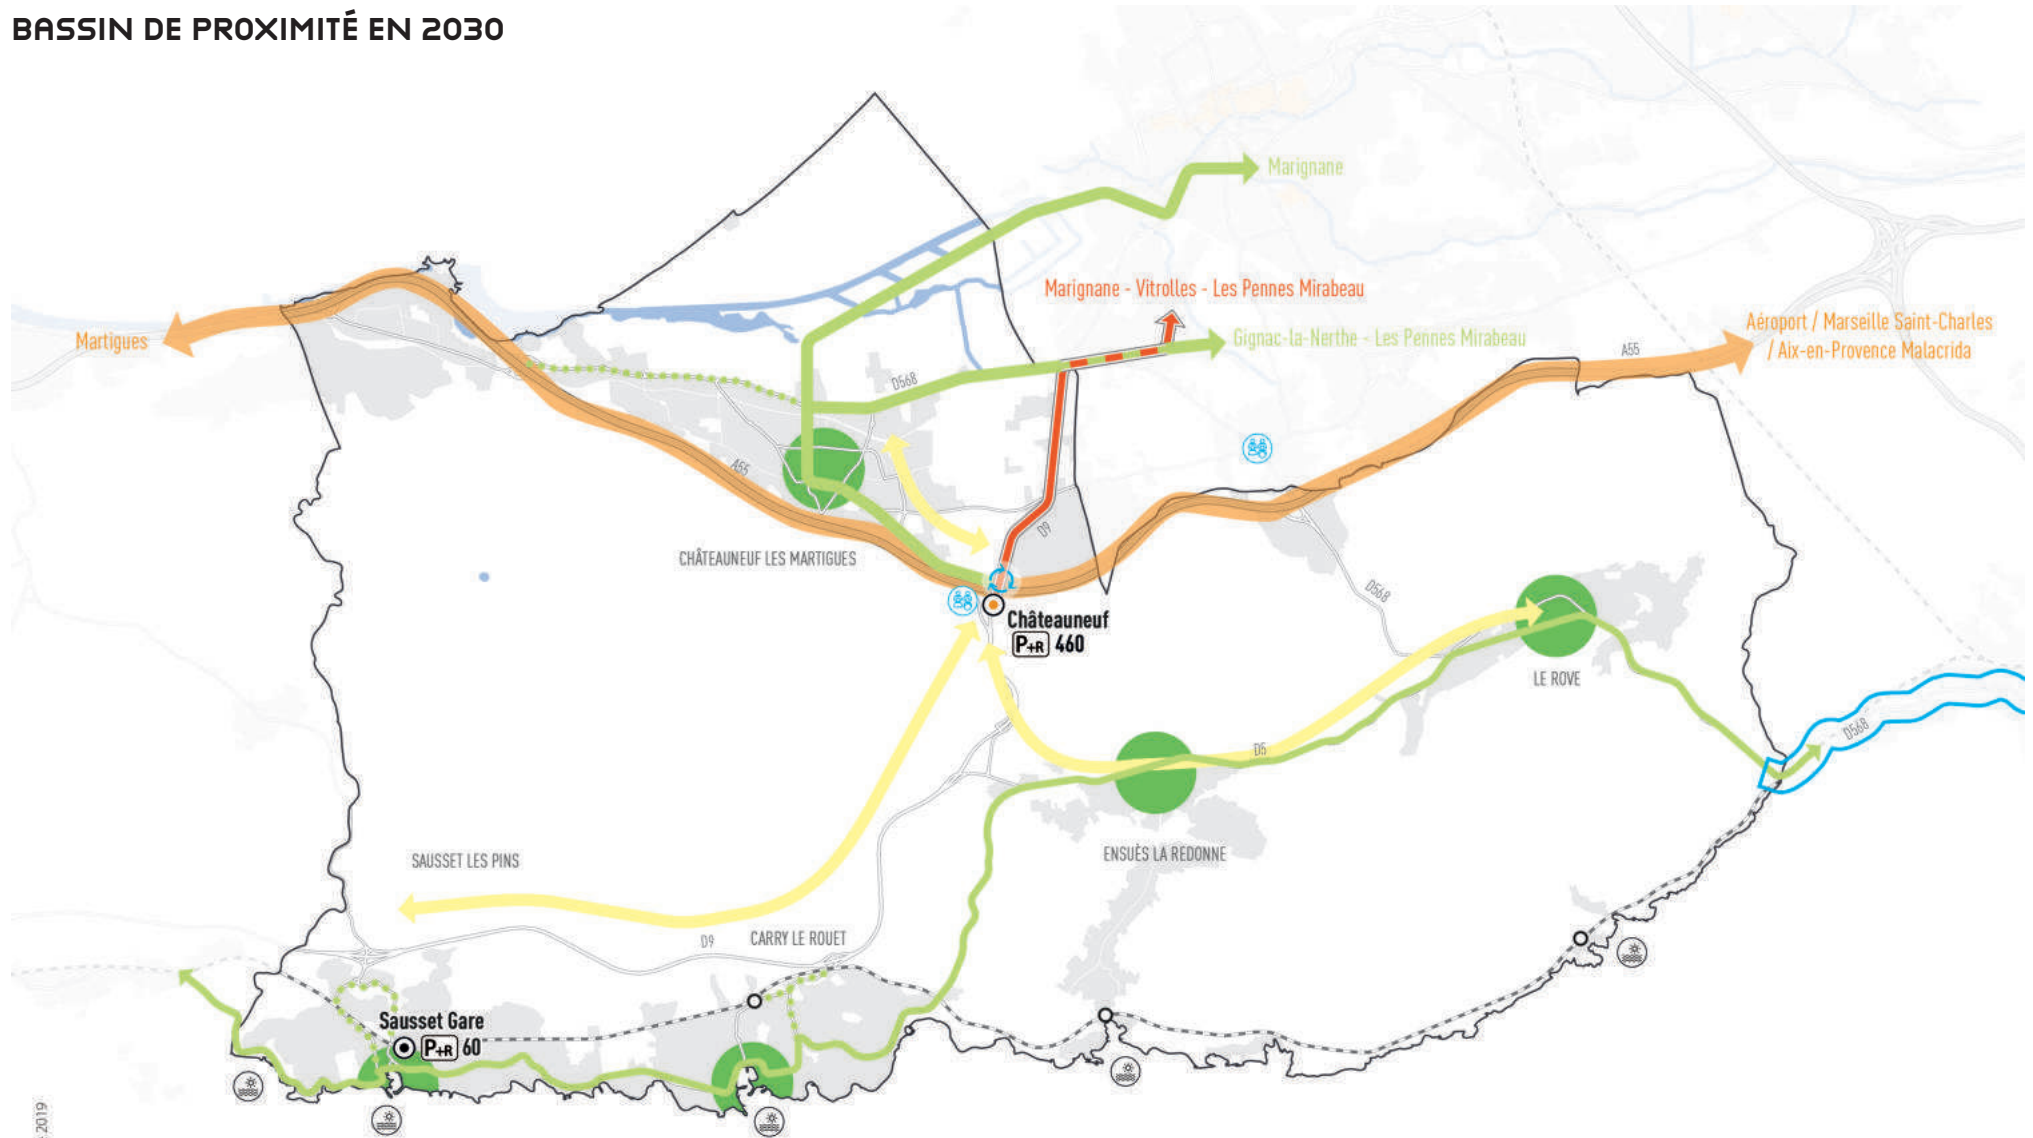 BASSIN DE PROXIMITÉ EN 2030
Marignane
Marignane - Vitrolles - Les Pennes Mirabeau
Martigues
Gignac-la-Nerthe - Les Pennes Mirabeau
Aéroport / Marseille Saint-Charles
/ Aix-en-Provence Malacrida
A55
D568
A55
D9
CHÂTEAUNEUF LES MARTIGUES
D568
Châteauneuf
P+R 460
LE ROVE
D568
D5
SAUSSET LES PINS
ENSUÈS LA REDONNE
D9
CARRY LE ROUET
Sausset Gare
P+R 60
2019